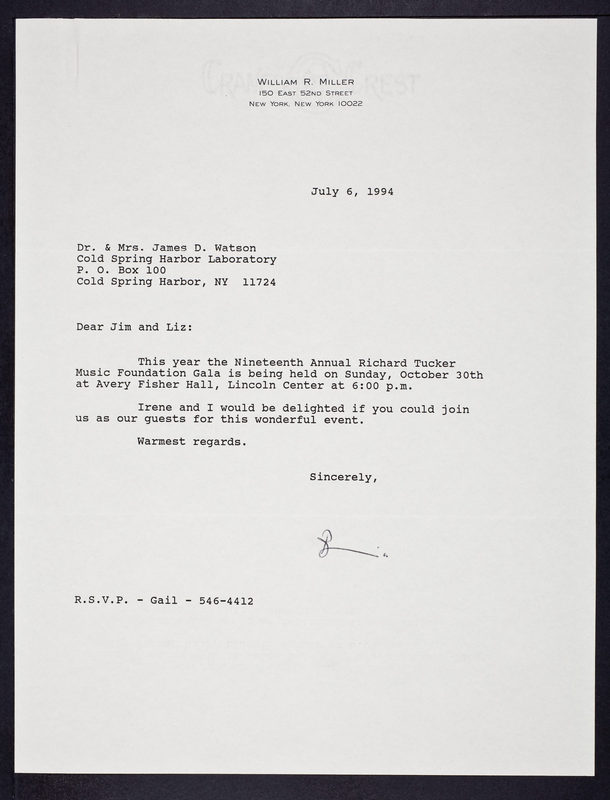 WILLIAM R. MILLER
150 EAST 52ND STREET
NEW YORK, NEW YORK 10022
July 6, 1994
Dr. & Mrs. James D. Watson
Cold Spring Harbor Laboratory
P. O. Box 100
Cold Spring Harbor, NY  11724
Dear Jim and Liz:
This year the Nineteenth Annual Richard Tucker
Music Foundation Gala is being held on Sunday, October 30th
at Avery Fisher Hall, Lincoln Center at 6:00 p.m.
Irene and I would be delighted if you could join
us as our guests for this wonderful event.
Warmest regards.
Sincerely,
R.S.V.P. - Gail - 546-4412